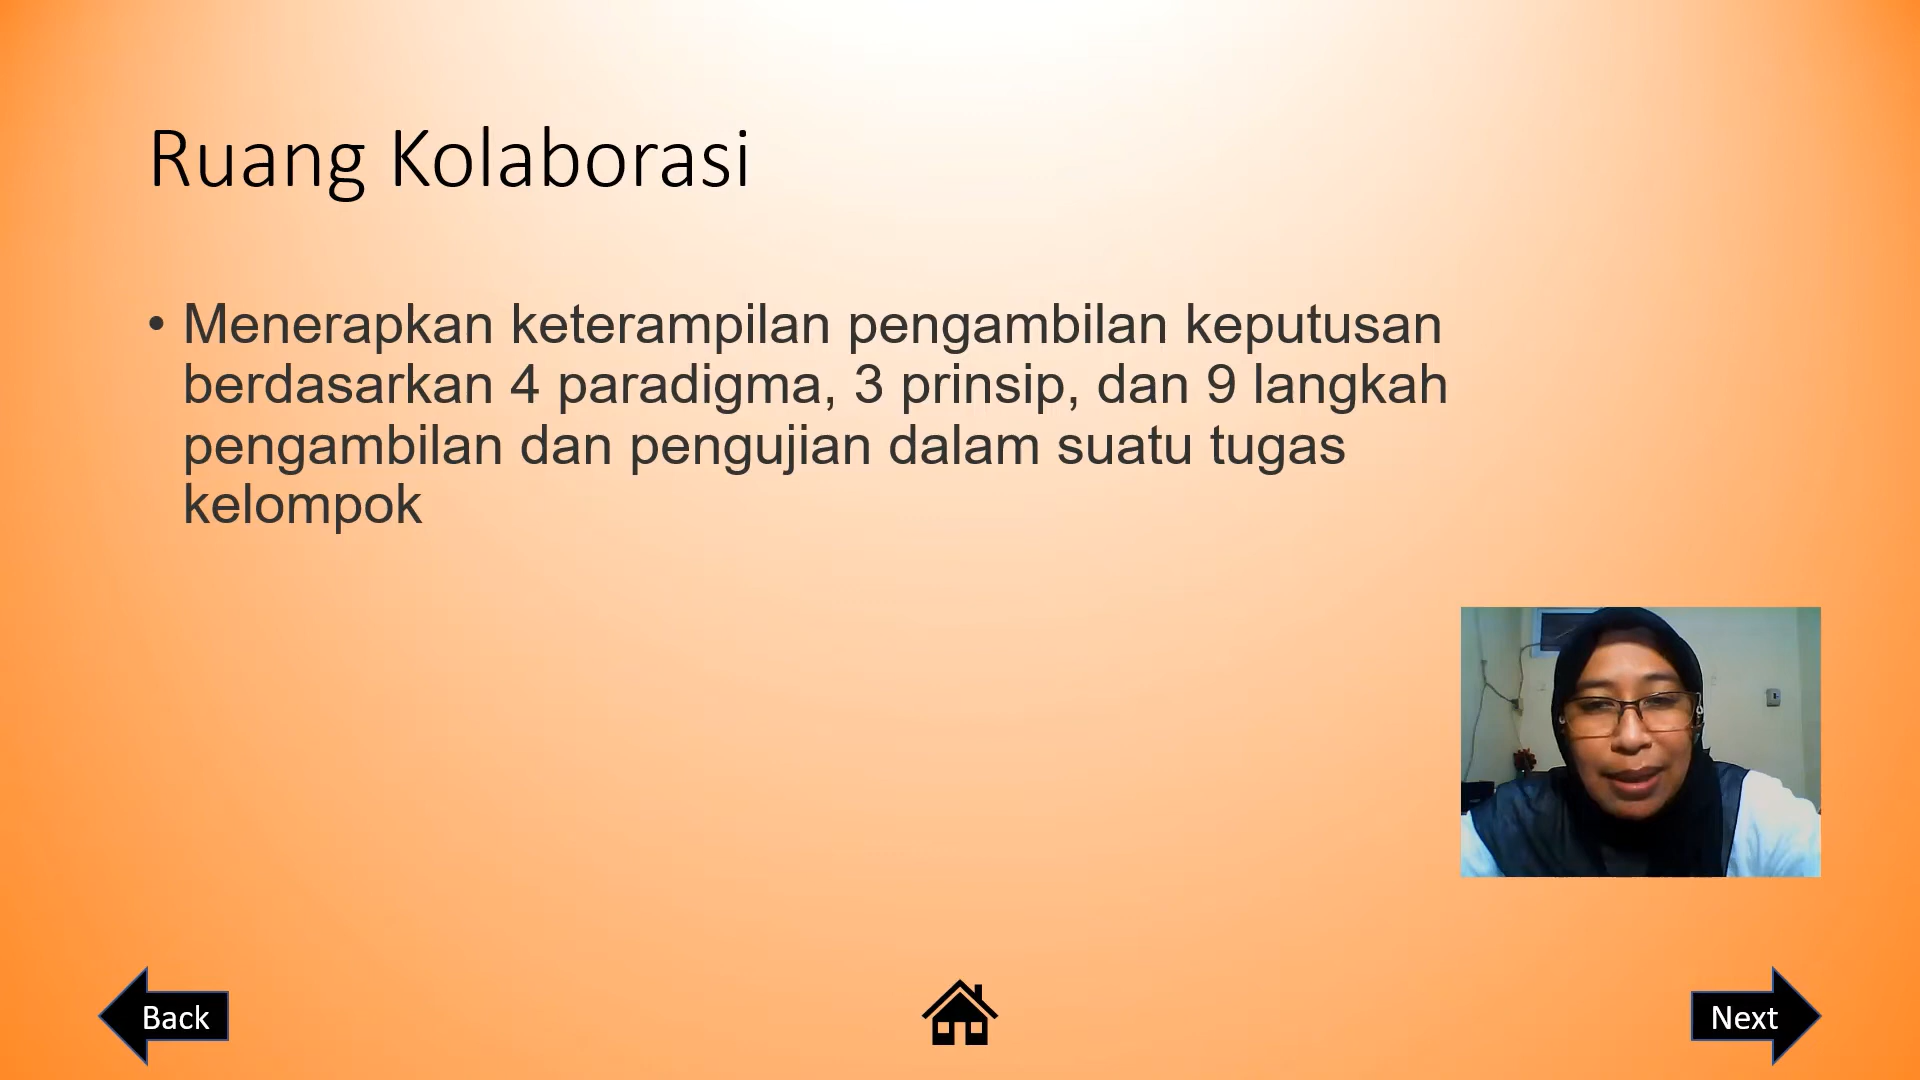 Ruang Kolaborasi
• Menerapkan keterampilan pengambilan keputusan
berdasarkan 4 paradigma, 3 prinsip, dan 9 langkah
pengambilan dan pengujian dalam suatu tugas
kelompok
Back
Next